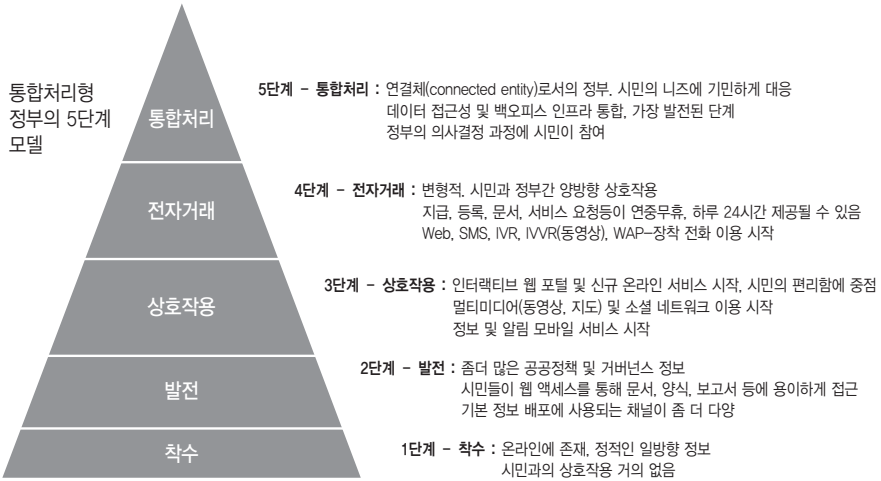 통합처리형
정부의 5단계
모델
통합처리
5단계 - 통합처리 : 연결체(connected entity)로서의 정부. 시민의 니즈에 기민하게 대응
데이터 접근성 및 백오피스 인프라 통합, 가장 발전된 단계
정부의 의사결정 과정에 시민이 참여
전자거래
4단계 - 전자거래 : 변형적. 시민과 정부간 양방향 상호작용
지급, 등록, 문서, 서비스 요청등이 연중무휴, 하루 24시간 제공될 수 있음
Web, SMS, IVR, IVVR(동영상), WAP-장착 전화 이용 시작
상호작용
3단계 - 상호작용 : 인터랙티브 웹 포털 및 신규 온라인 서비스 시작, 시민의 편리함에 중점
멀티미디어(동영상, 지도) 및 소셜 네트워크 이용 시작
정보 및 알림 모바일 서비스 시작
발전
2단계 - 발전 : 좀더 많은 공공정책 및 거버넌스 정보
시민들이 웹 액세스를 통해 문서, 양식, 보고서 등에 용이하게 접근
기본 정보 배포에 사용되는 채널이 좀 더 다양
착수
1단계 - 착수 : 온라인에 존재, 정적인 일방향 정보
시민과의 상호작용 거의 없음